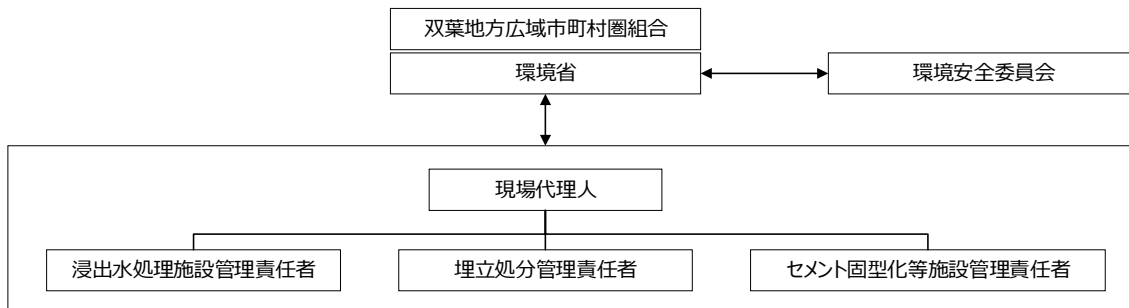 双葉地方広域市町村圏組合
環境省
環境安全委員会
現場代理人
浸出水処理施設管理責任者
埋立処分管理責任者
セメント固型化等施設管理責任者